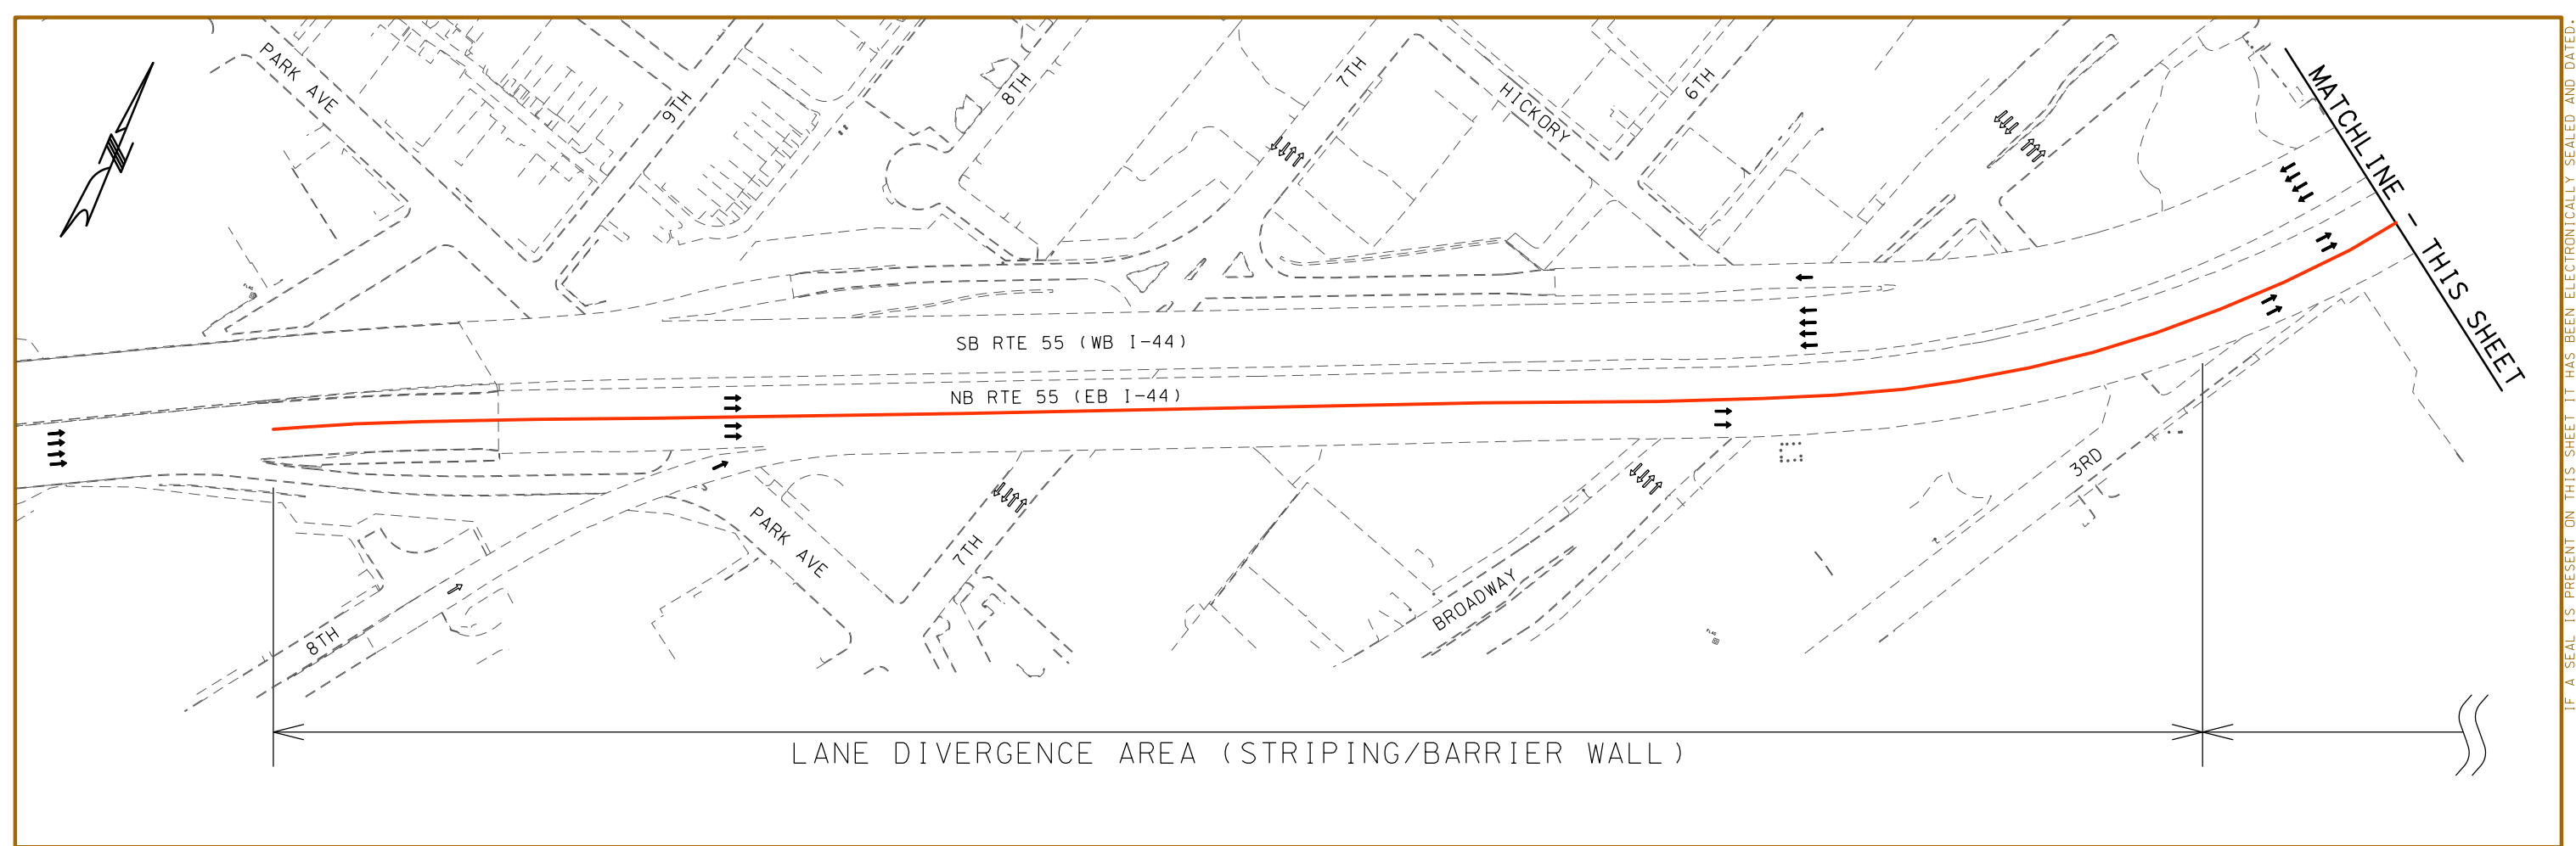 PARK AVE
9TH
8TH
7TH
HICKORY
6TH
MATCHLINE - THIS SHEET
SB RTE 55 (WB I-44)
NB RTE 55 (EB I-44)
PARK AVE
7TH
8TH
BROADWAY
3RD
LANE DIVERGENCE AREA (STRIPING/BARRIER WALL)
IF A SEAL IS PRESENT ON THIS SHEET IT HAS BEEN ELECTRONICALLY SEALED AND DATED.